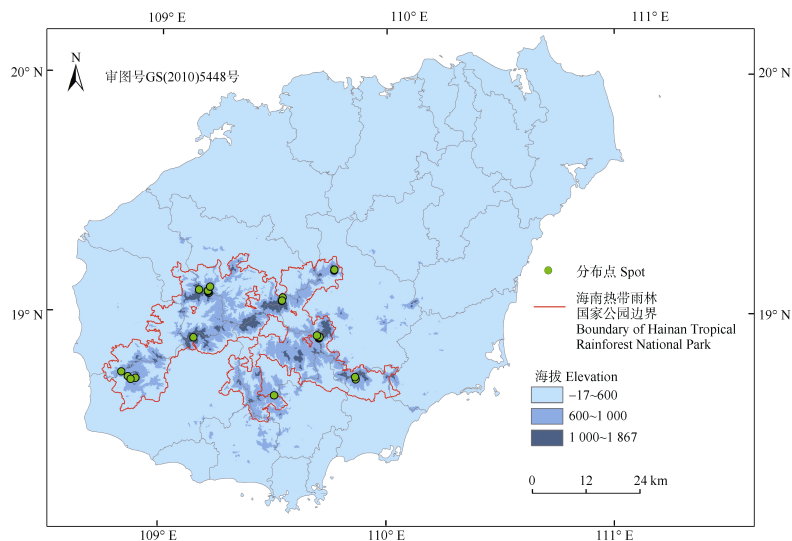 109° E
110° E
111° E
20° N
20° N
N
审图号GS(2010)5448号
分布点 Spot
19° N
19° N
海南热带雨林
国家公园边界
Boundary of Hainan Tropical
Rainforest National Park
海拔 Elevation
−17~600
600~1 000
1 000~1 867
0 12 24 km
109° E
110° E
111° E